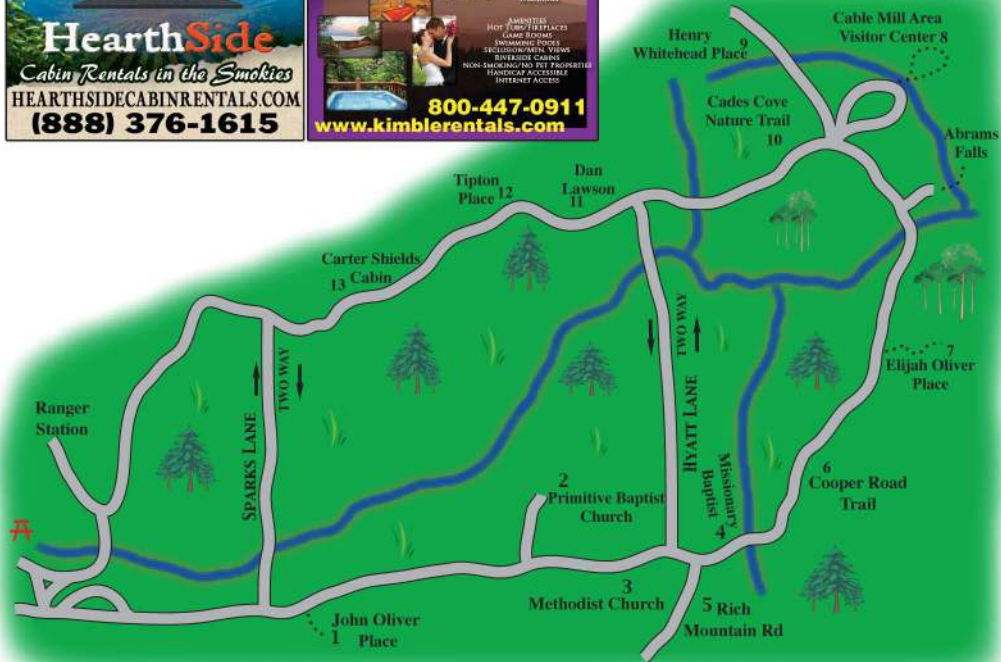 HearthSide
Cabin Rentals in the Smokies
HEARTHSIDECABINRENTALS.COM
(888) 376-1615
AMENITIES
HOT TUBS/FIREPLACES
GAME ROOMS
SWIMMING POOLS
SECLUSION/MTN. VIEWS
RIVERSIDE CABINS
NON-SMOKING/NO PET PROPERTIES
HANDICAP ACCESSIBLE
INTERNET ACCESS
800-447-0911
www.kimblerentals.com
Henry
Whitehead Place 9
Cable Mill Area
Visitor Center 8
Cades Cove
Nature Trail
10
Abrams
Falls
Tipton
Place 12
Dan
Lawson
11
Carter Shields
13 Cabin
TWO WAY
SPARKS LANE
TWO WAY
HYATT LANE
7
Elijah Oliver
Place
Ranger
Station
6
Cooper Road
Trail
2
Primitive Baptist
Church
Missionary
Baptist
4
3
Methodist Church
5 Rich
Mountain Rd
John Oliver
1 Place